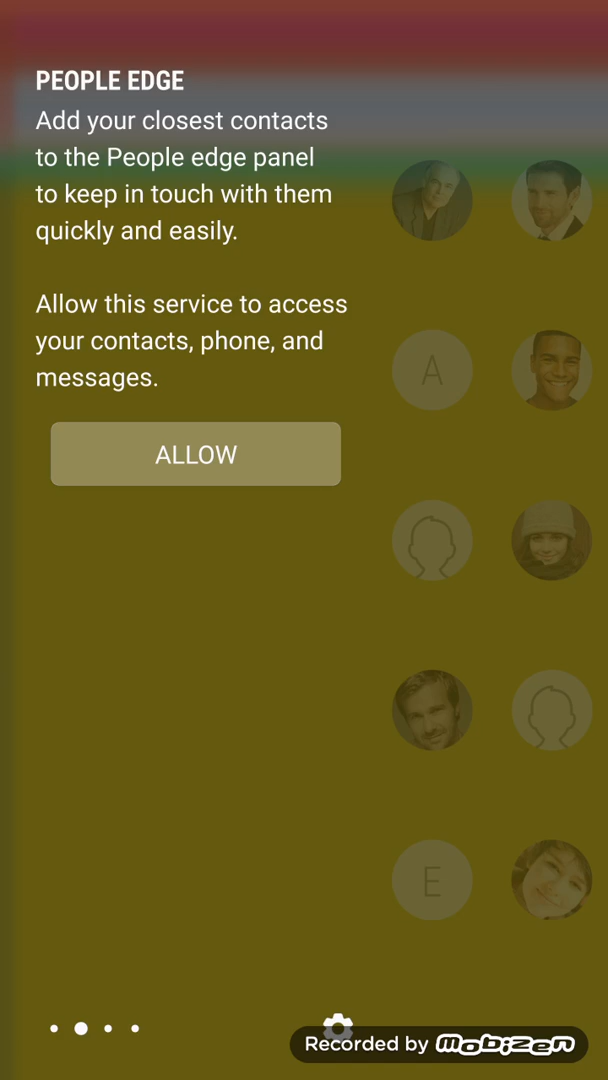 PEOPLE EDGE
Add your closest contacts
to the People edge panel
to keep in touch with them
quickly and easily.
Allow this service to access
your contacts, phone, and
messages.
ALLOW
A
E
Recorded by mobizen